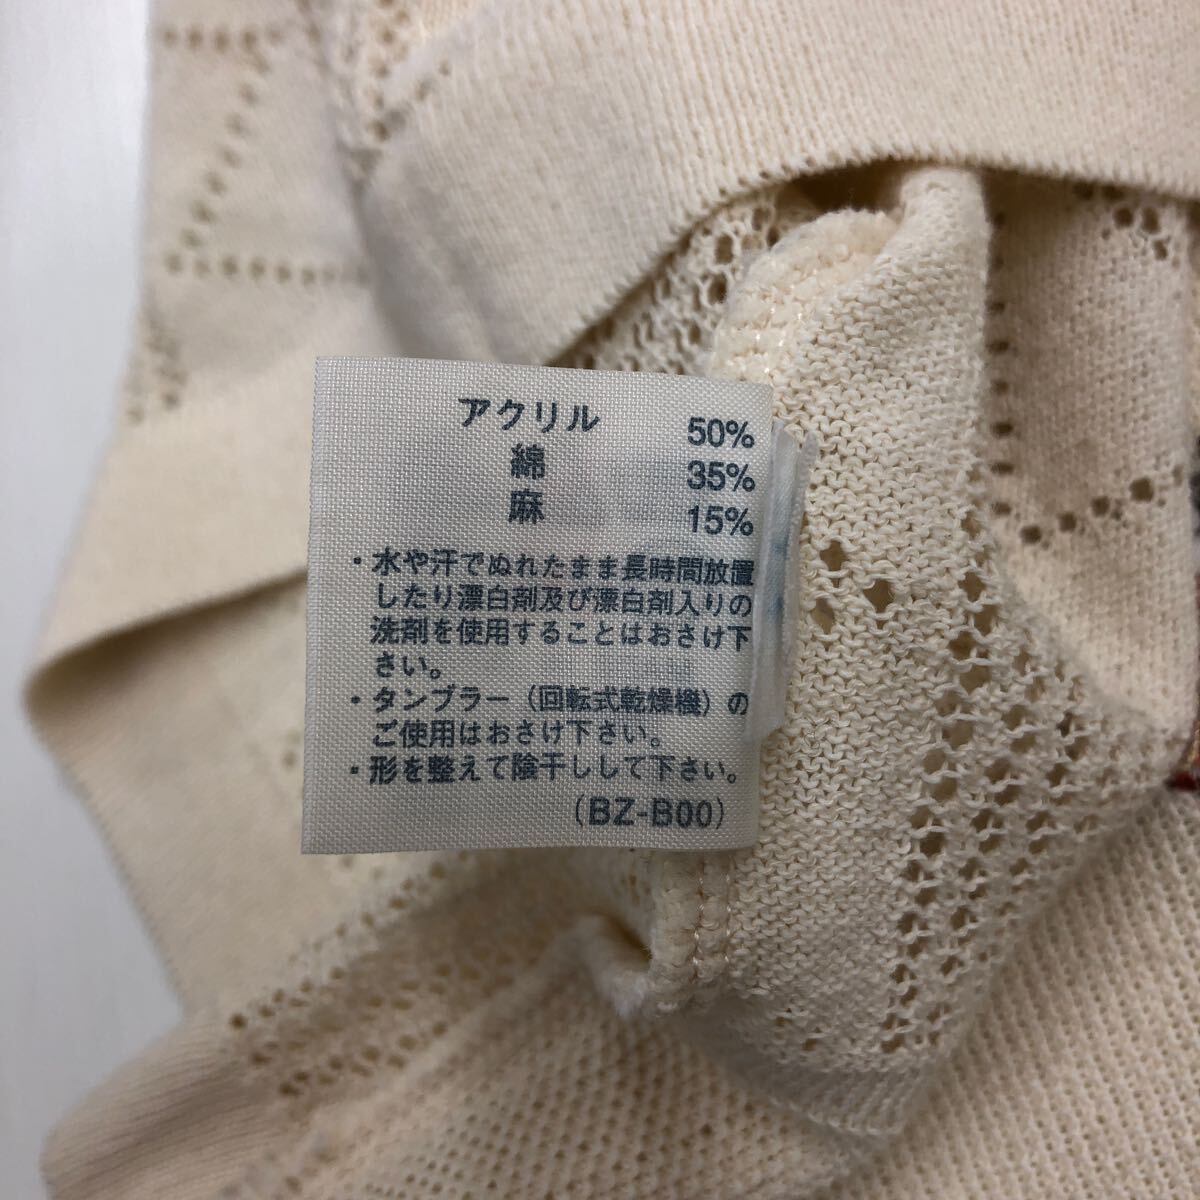 アクリル 50%
綿 35%
麻 15%
・水や汗でぬれたまま長時間放置
したり漂白剤及び漂白剤入りの
洗剤を使用することはおさけ下
さい。
・タンブラー（回転式乾燥機）の
ご使用はおさけ下さい。
・形を整えて陰干しして下さい。
(BZ-B00)